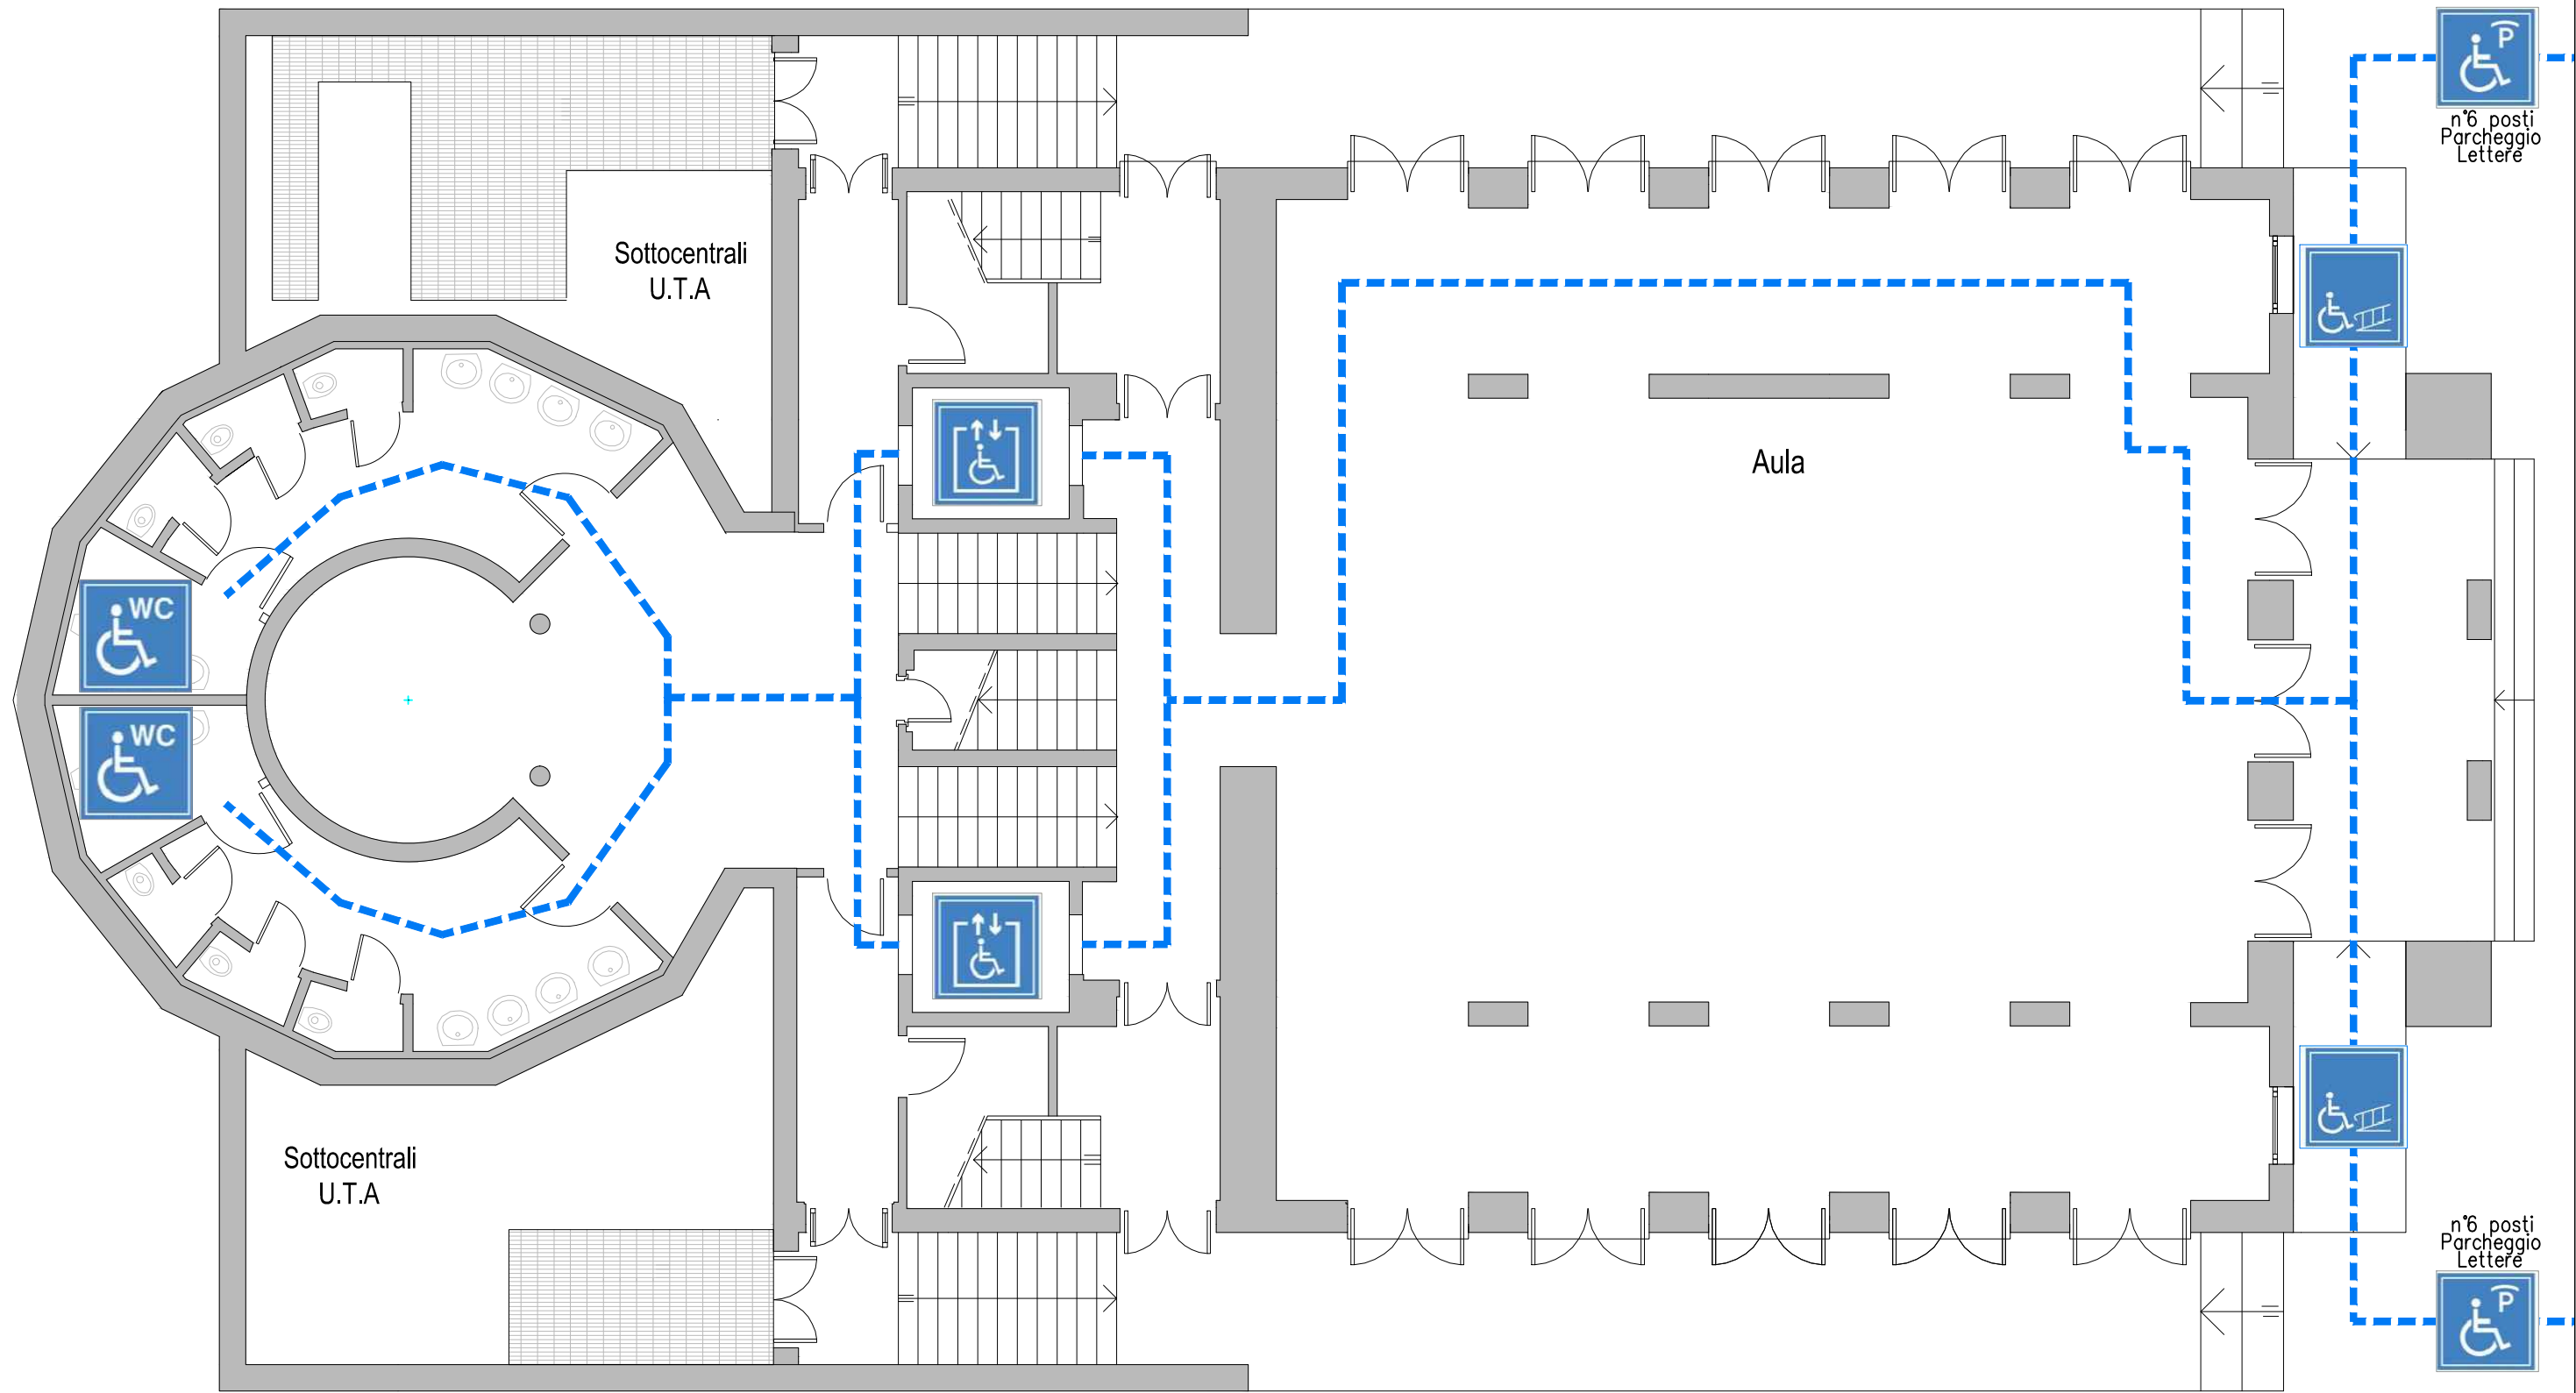 P
n°6 posti
Parcheggio
Lettere
Sottocentrali
U.T.A
Aula
WC
WC
Sottocentrali
U.T.A
n°6 posti
Parcheggio
Lettere
P